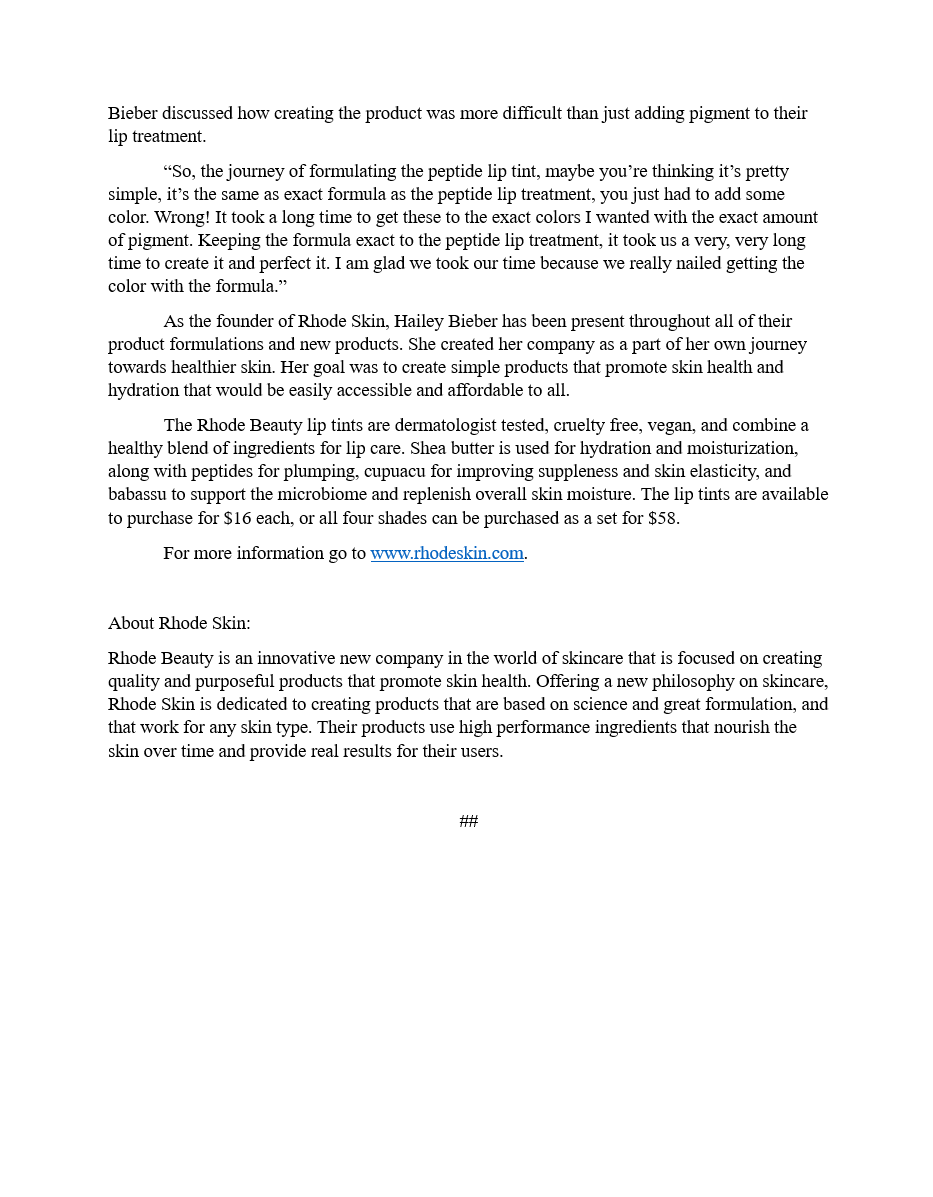 Bieber discussed how creating the product was more difficult than just adding pigment to their
lip treatment.
“So, the journey of formulating the peptide lip tint, maybe you’re thinking it’s pretty
simple, it’s the same as exact formula as the peptide lip treatment, you just had to add some
color. Wrong! It took a long time to get these to the exact colors I wanted with the exact amount
of pigment. Keeping the formula exact to the peptide lip treatment, it took us a very, very long
time to create it and perfect it. I am glad we took our time because we really nailed getting the
color with the formula.”
As the founder of Rhode Skin, Hailey Bieber has been present throughout all of their
product formulations and new products. She created her company as a part of her own journey
towards healthier skin. Her goal was to create simple products that promote skin health and
hydration that would be easily accessible and affordable to all.
The Rhode Beauty lip tints are dermatologist tested, cruelty free, vegan, and combine a
healthy blend of ingredients for lip care. Shea butter is used for hydration and moisturization,
along with peptides for plumping, cupuacu for improving suppleness and skin elasticity, and
babassu to support the microbiome and replenish overall skin moisture. The lip tints are available
to purchase for $16 each, or all four shades can be purchased as a set for $58.
For more information go to www.rhodeskin.com.
About Rhode Skin:
Rhode Beauty is an innovative new company in the world of skincare that is focused on creating
quality and purposeful products that promote skin health. Offering a new philosophy on skincare,
Rhode Skin is dedicated to creating products that are based on science and great formulation, and
that work for any skin type. Their products use high performance ingredients that nourish the
skin over time and provide real results for their users.
##